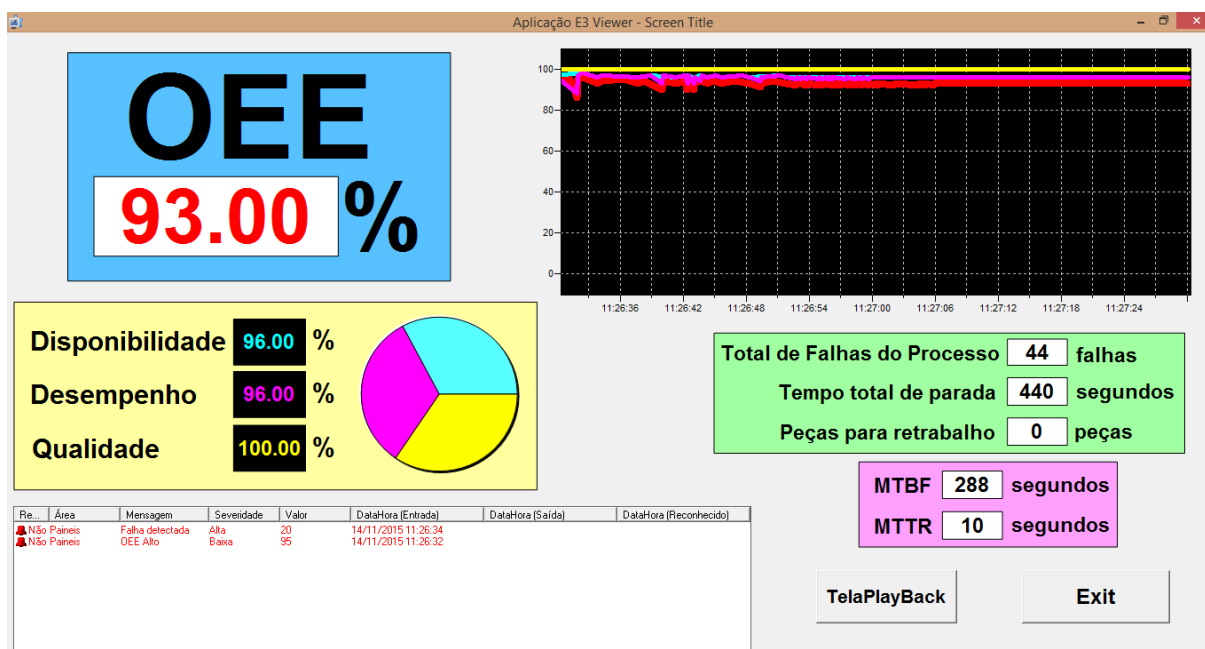 Aplicação E3 Viewer - Screen Title
OEE
93.00 %
100
80
60
40
20
0
11:26:36 11:26:42 11:26:48 11:26:54 11:27:00 11:27:06 11:27:12 11:27:18 11:27:24
Disponibilidade 96.00 %
Desempenho 96.00 %
Qualidade 100.00 %
Total de Falhas do Processo 44 falhas
Tempo total de parada 440 segundos
Peças para retrabalho 0 peças
MTBF 288 segundos
MTTR 10 segundos
Re... Área Mensagem Severidade Valor DataHora (Entrada) DataHora (Saída) DataHora (Reconhecido)
Não Paineis Falha detectada Alta 20 14/11/2015 11:26:34
Não Paineis OEE Alto Baixa 95 14/11/2015 11:26:32
TelaPlayBack Exit